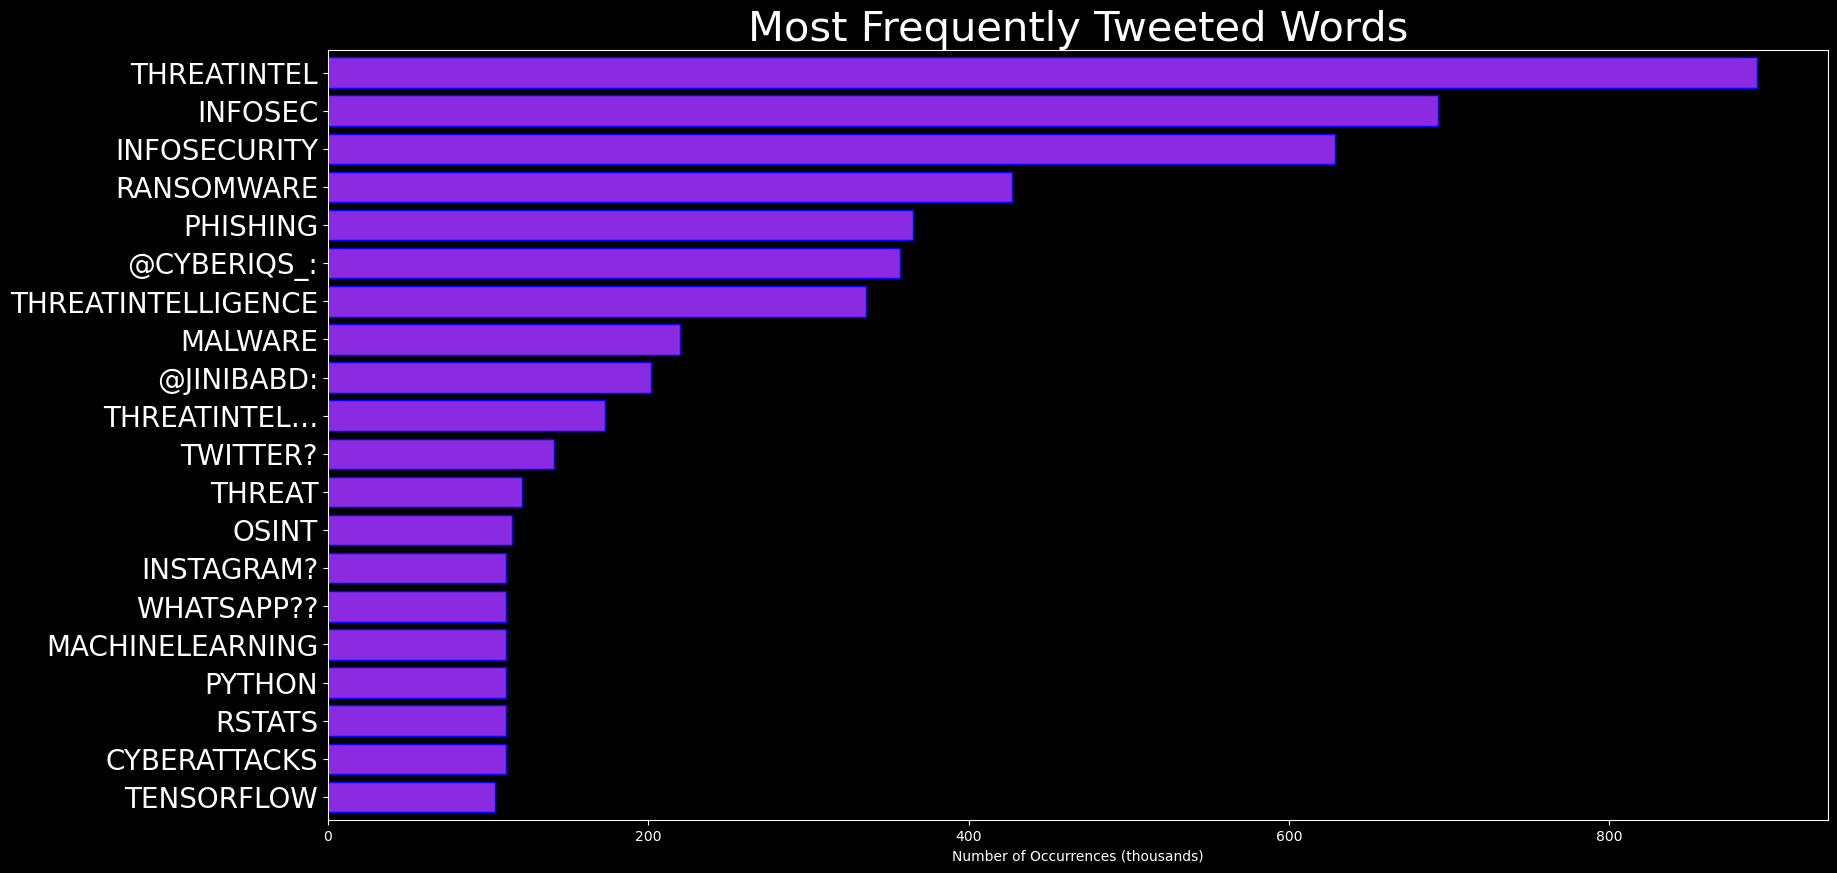 Most Frequently Tweeted Words
THREATINTEL
INFOSEC
INFOSECURITY
RANSOMWARE
PHISHING
@CYBERIQS_:
THREATINTELLIGENCE
MALWARE
@JINIBABD:
THREATINTEL…
TWITTER?
THREAT
OSINT
INSTAGRAM?
WHATSAPP??
MACHINELEARNING
PYTHON
RSTATS
CYBERATTACKS
TENSORFLOW
0 200 400 600 800
Number of Occurrences (thousands)